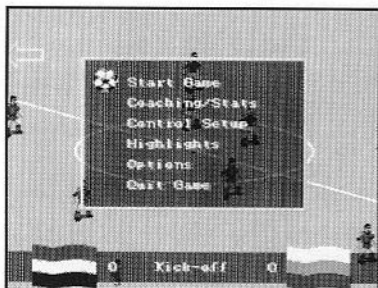 Start Game
Coaching/Stats
Control Setup
Highlights
Options
Quit Game
0 Kick-off 0